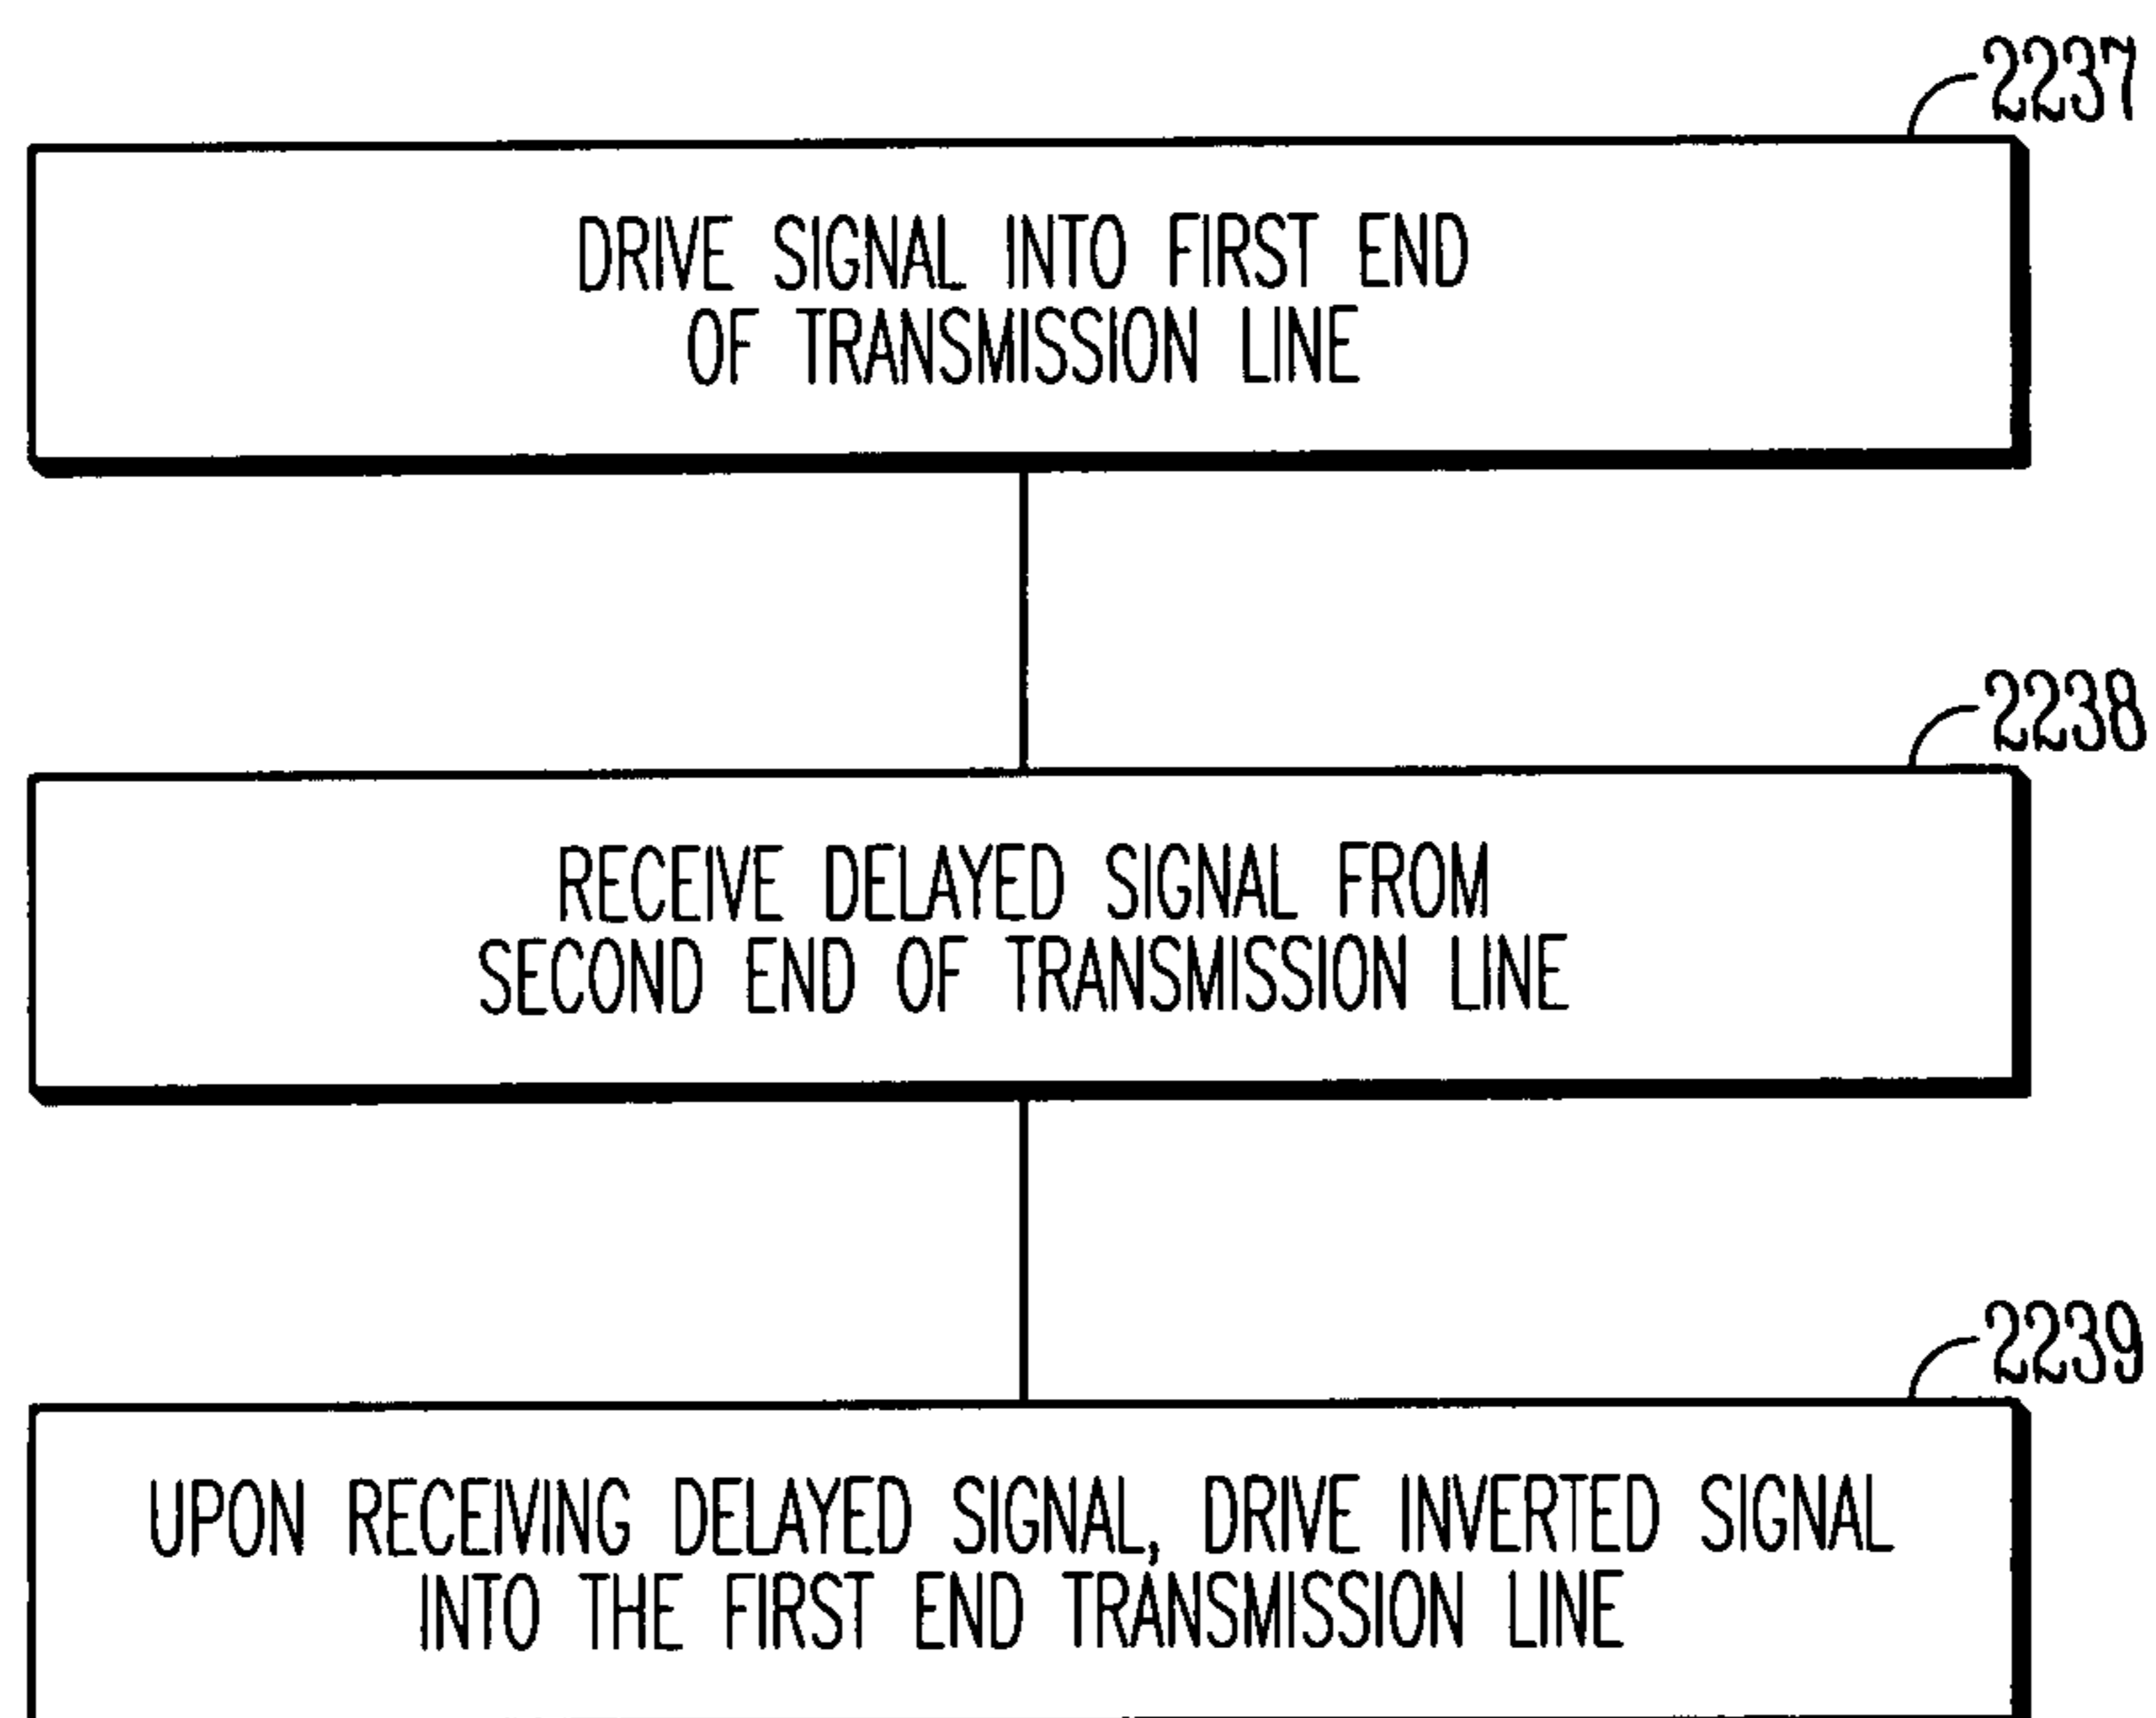 2237
DRIVE SIGNAL INTO FIRST END
OF TRANSMISSION LINE
2238
RECEIVE DELAYED SIGNAL FROM
SECOND END OF TRANSMISSION LINE
2239
UPON RECEIVING DELAYED SIGNAL, DRIVE INVERTED SIGNAL
INTO THE FIRST END TRANSMISSION LINE